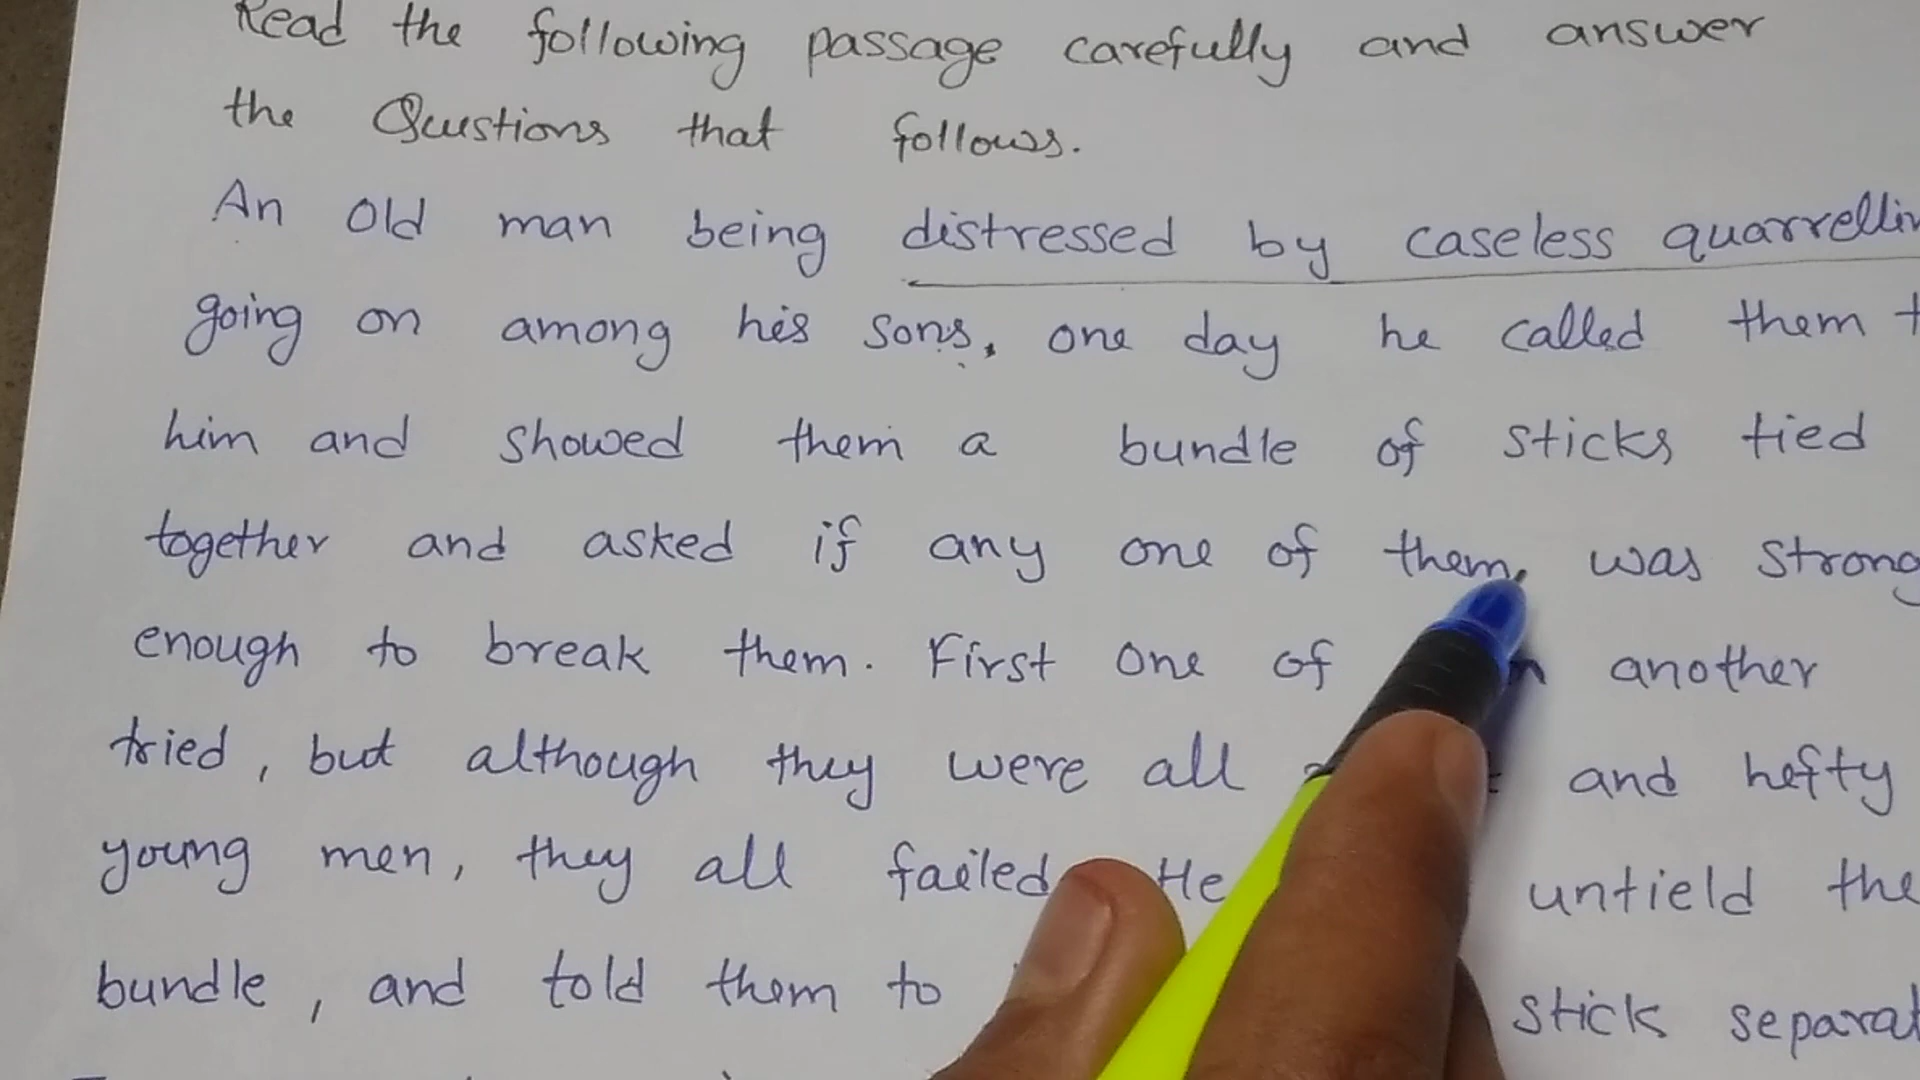 Read the following passage carefully and answer
the Qustions that follows.
An old man being distressed by caseless quarrellin
going on among his sons, one day he called them t
him and showed them a bundle of sticks tied
together and asked if any one of them, was strong
enough to break them. First one of another
tried, but although they were all and hefty
young men, they all failed He untield the
bundle, and told them to stick separat